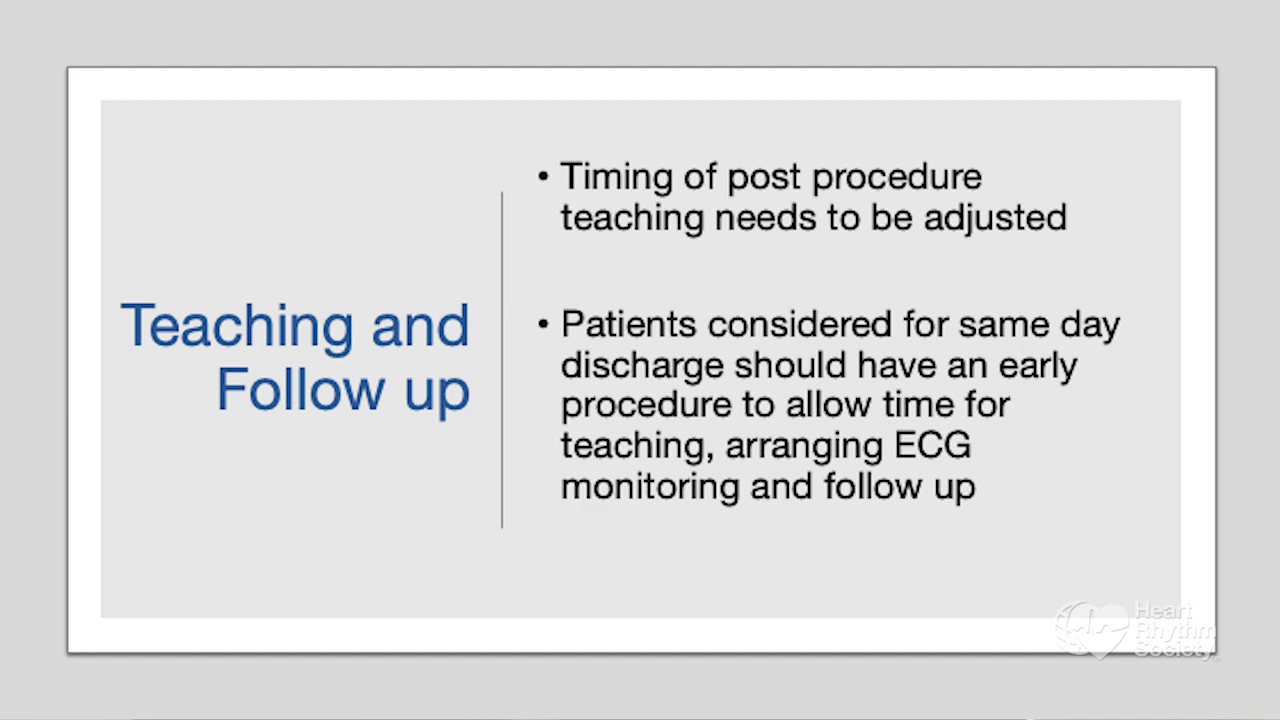 Teaching and
Follow up
• Timing of post procedure
teaching needs to be adjusted
• Patients considered for same day
discharge should have an early
procedure to allow time for
teaching, arranging ECG
monitoring and follow up
Heart
Rhythm
Society